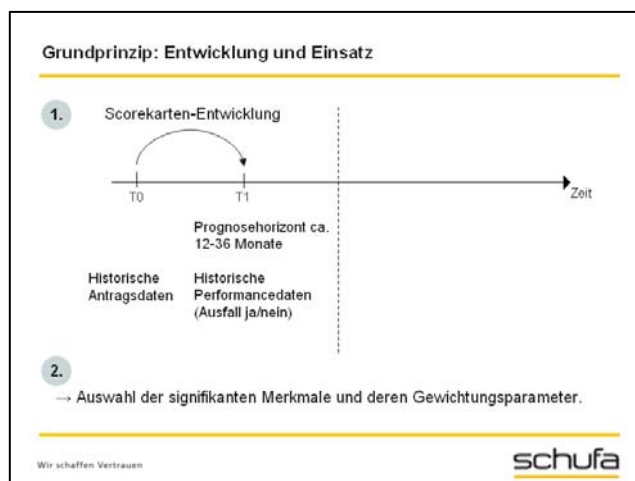 Grundprinzip: Entwicklung und Einsatz
1.
Scorekarten-Entwicklung
T0
T1
Zeit
Prognosehorizont ca.
12-36 Monate
Historische
Antragsdaten
Historische
Performancedaten
(Ausfall ja/nein)
2.
→ Auswahl der signifikanten Merkmale und deren Gewichtungsparameter.
Wir schaffen Vertrauen
schufa